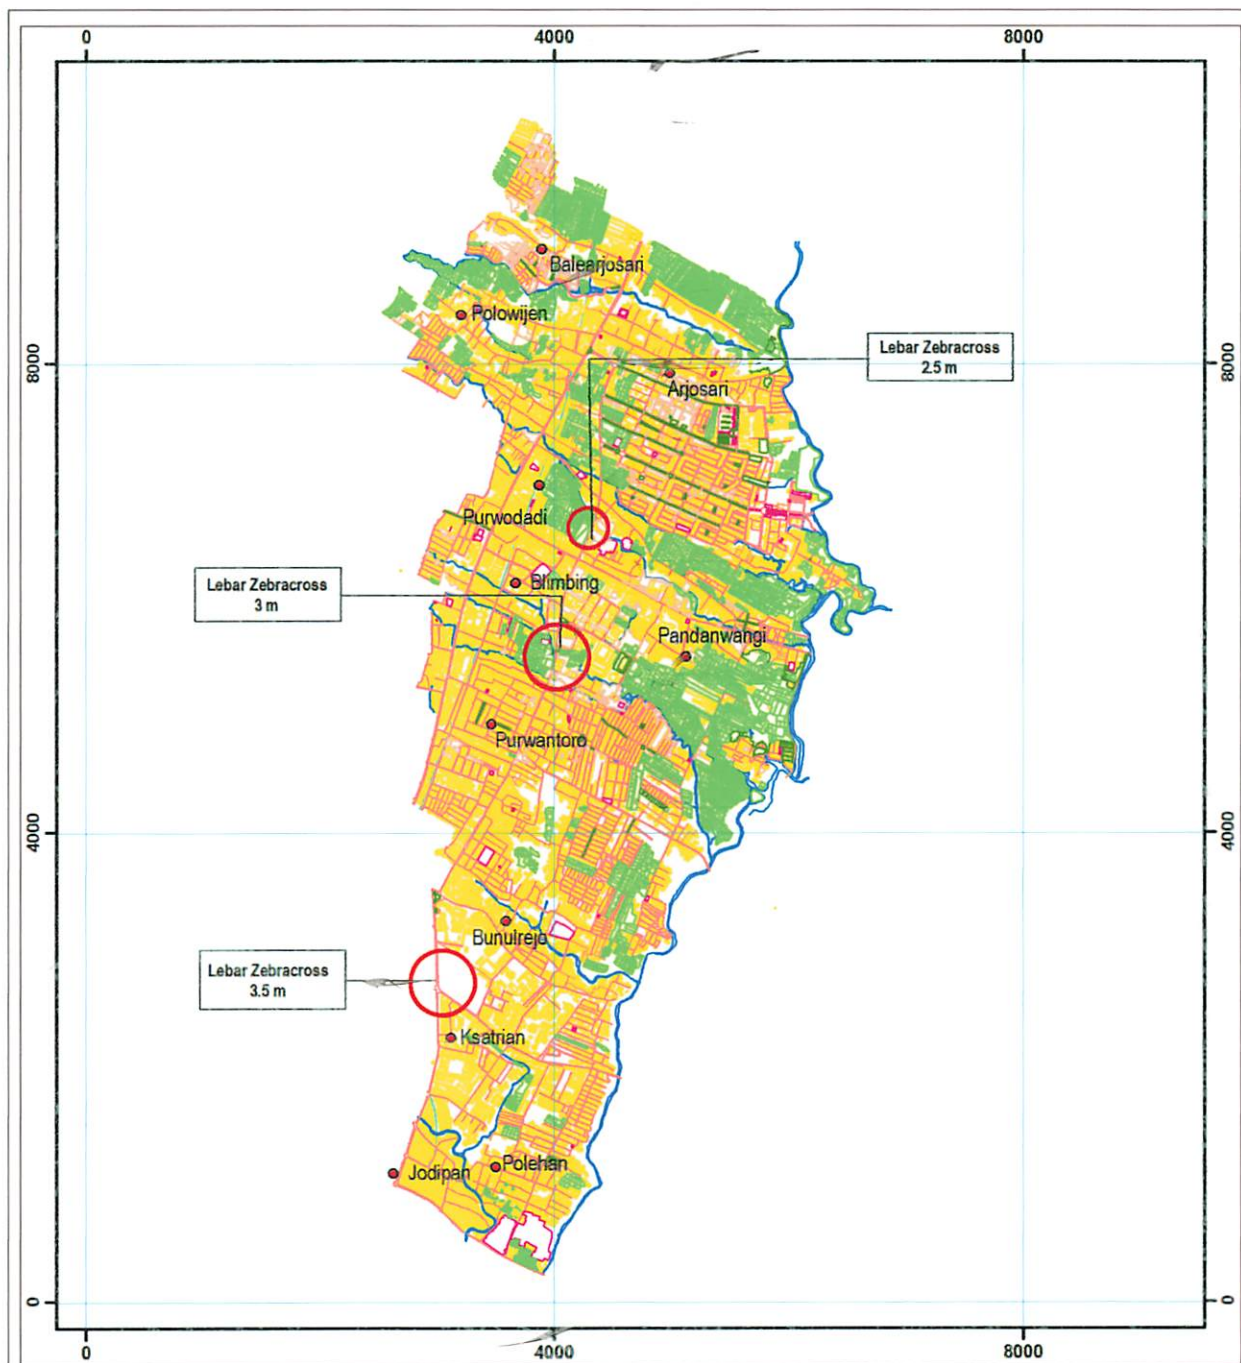 0
4000
8000
Balearjosari
Polowijen
Lebar Zebracross
2.5 m
8000
8000
Arjosari
Purwodadi
Lebar Zebracross
3 m
Blimbing
Pandanwangi
Purwantoro
4000
4000
Bunulrejo
Lebar Zebracross
3.5 m
Ksatrian
Jodipan
Polehan
0
0
0
4000
8000